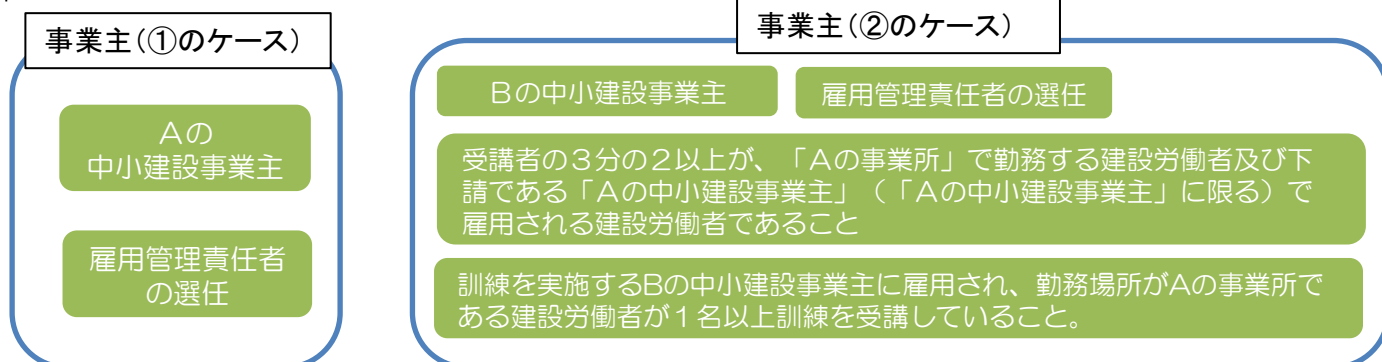 事業主(①のケース)
Aの
中小建設事業主
雇用管理責任者
の選任
事業主(②のケース)
Bの中小建設事業主
雇用管理責任者の選任
受講者の3分の2以上が、「Aの事業所」で勤務する建設労働者及び下
請である「Aの中小建設事業主」(「Aの中小建設事業主」に限る)で
雇用される建設労働者であること
訓練を実施するBの中小建設事業主に雇用され、勤務場所がAの事業所で
ある建設労働者が1名以上訓練を受講していること。